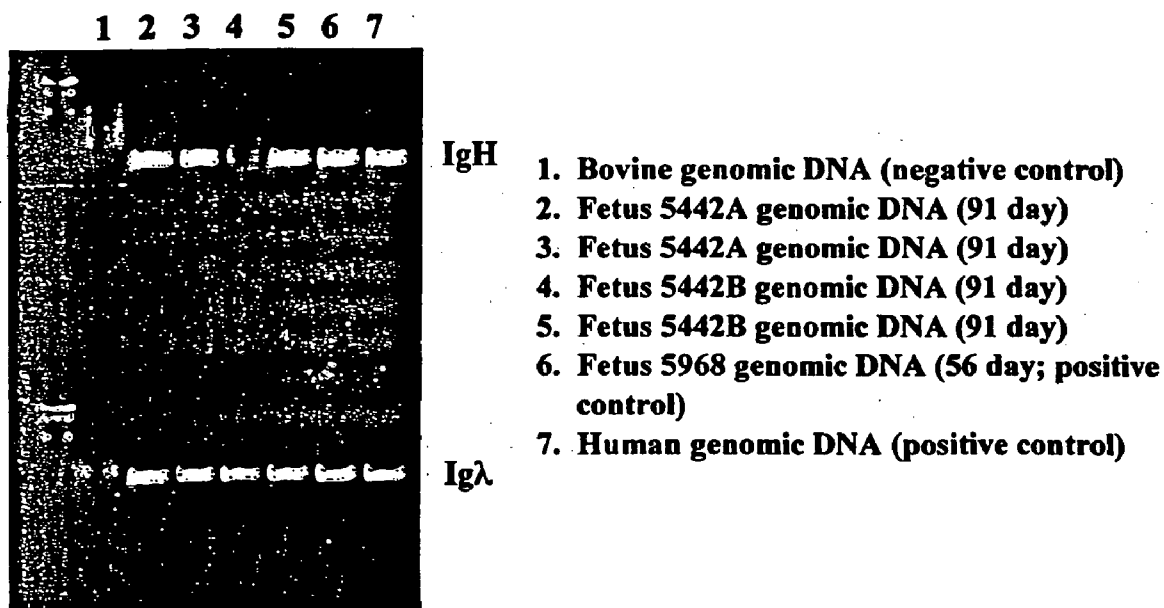 1 2 3 4 5 6 7
IgH
Igλ
1. Bovine genomic DNA (negative control)
2. Fetus 5442A genomic DNA (91 day)
3. Fetus 5442A genomic DNA (91 day)
4. Fetus 5442B genomic DNA (91 day)
5. Fetus 5442B genomic DNA (91 day)
6. Fetus 5968 genomic DNA (56 day; positive
control)
7. Human genomic DNA (positive control)